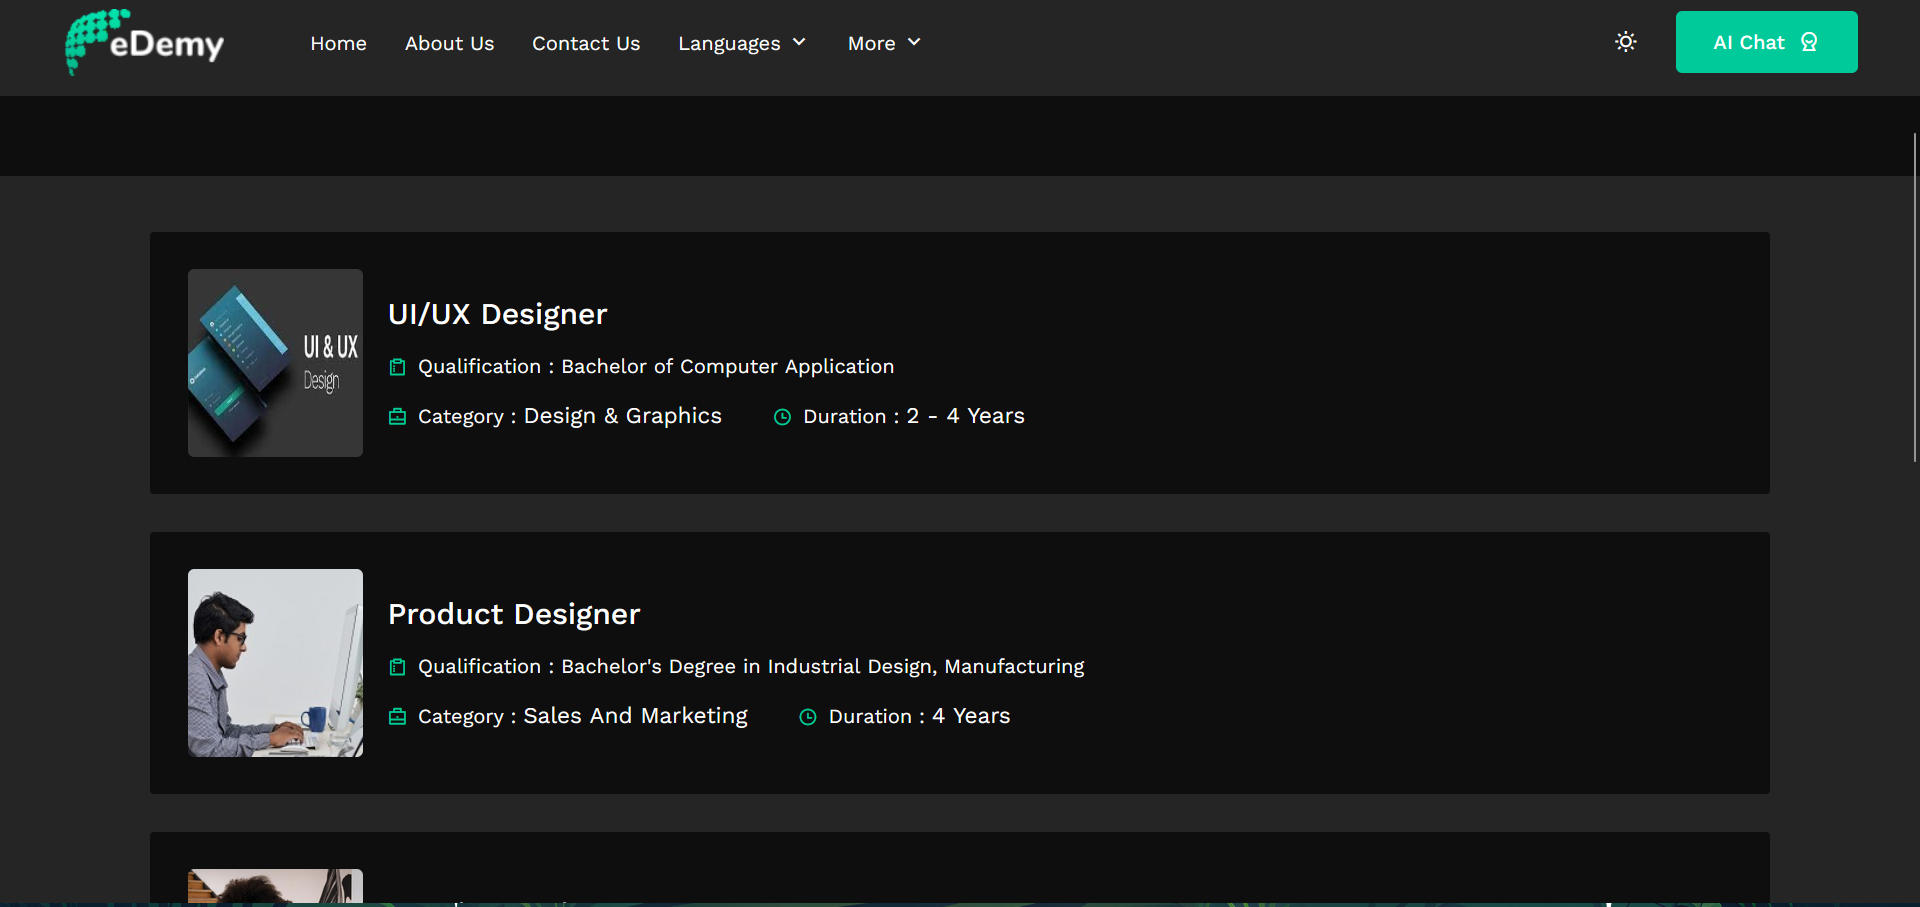 eDemy
Home About Us Contact Us Languages More
AI Chat
UI & UX
Design
UI/UX Designer
Qualification : Bachelor of Computer Application
Category : Design & Graphics Duration : 2 - 4 Years
Product Designer
Qualification : Bachelor's Degree in Industrial Design, Manufacturing
Category : Sales And Marketing Duration : 4 Years